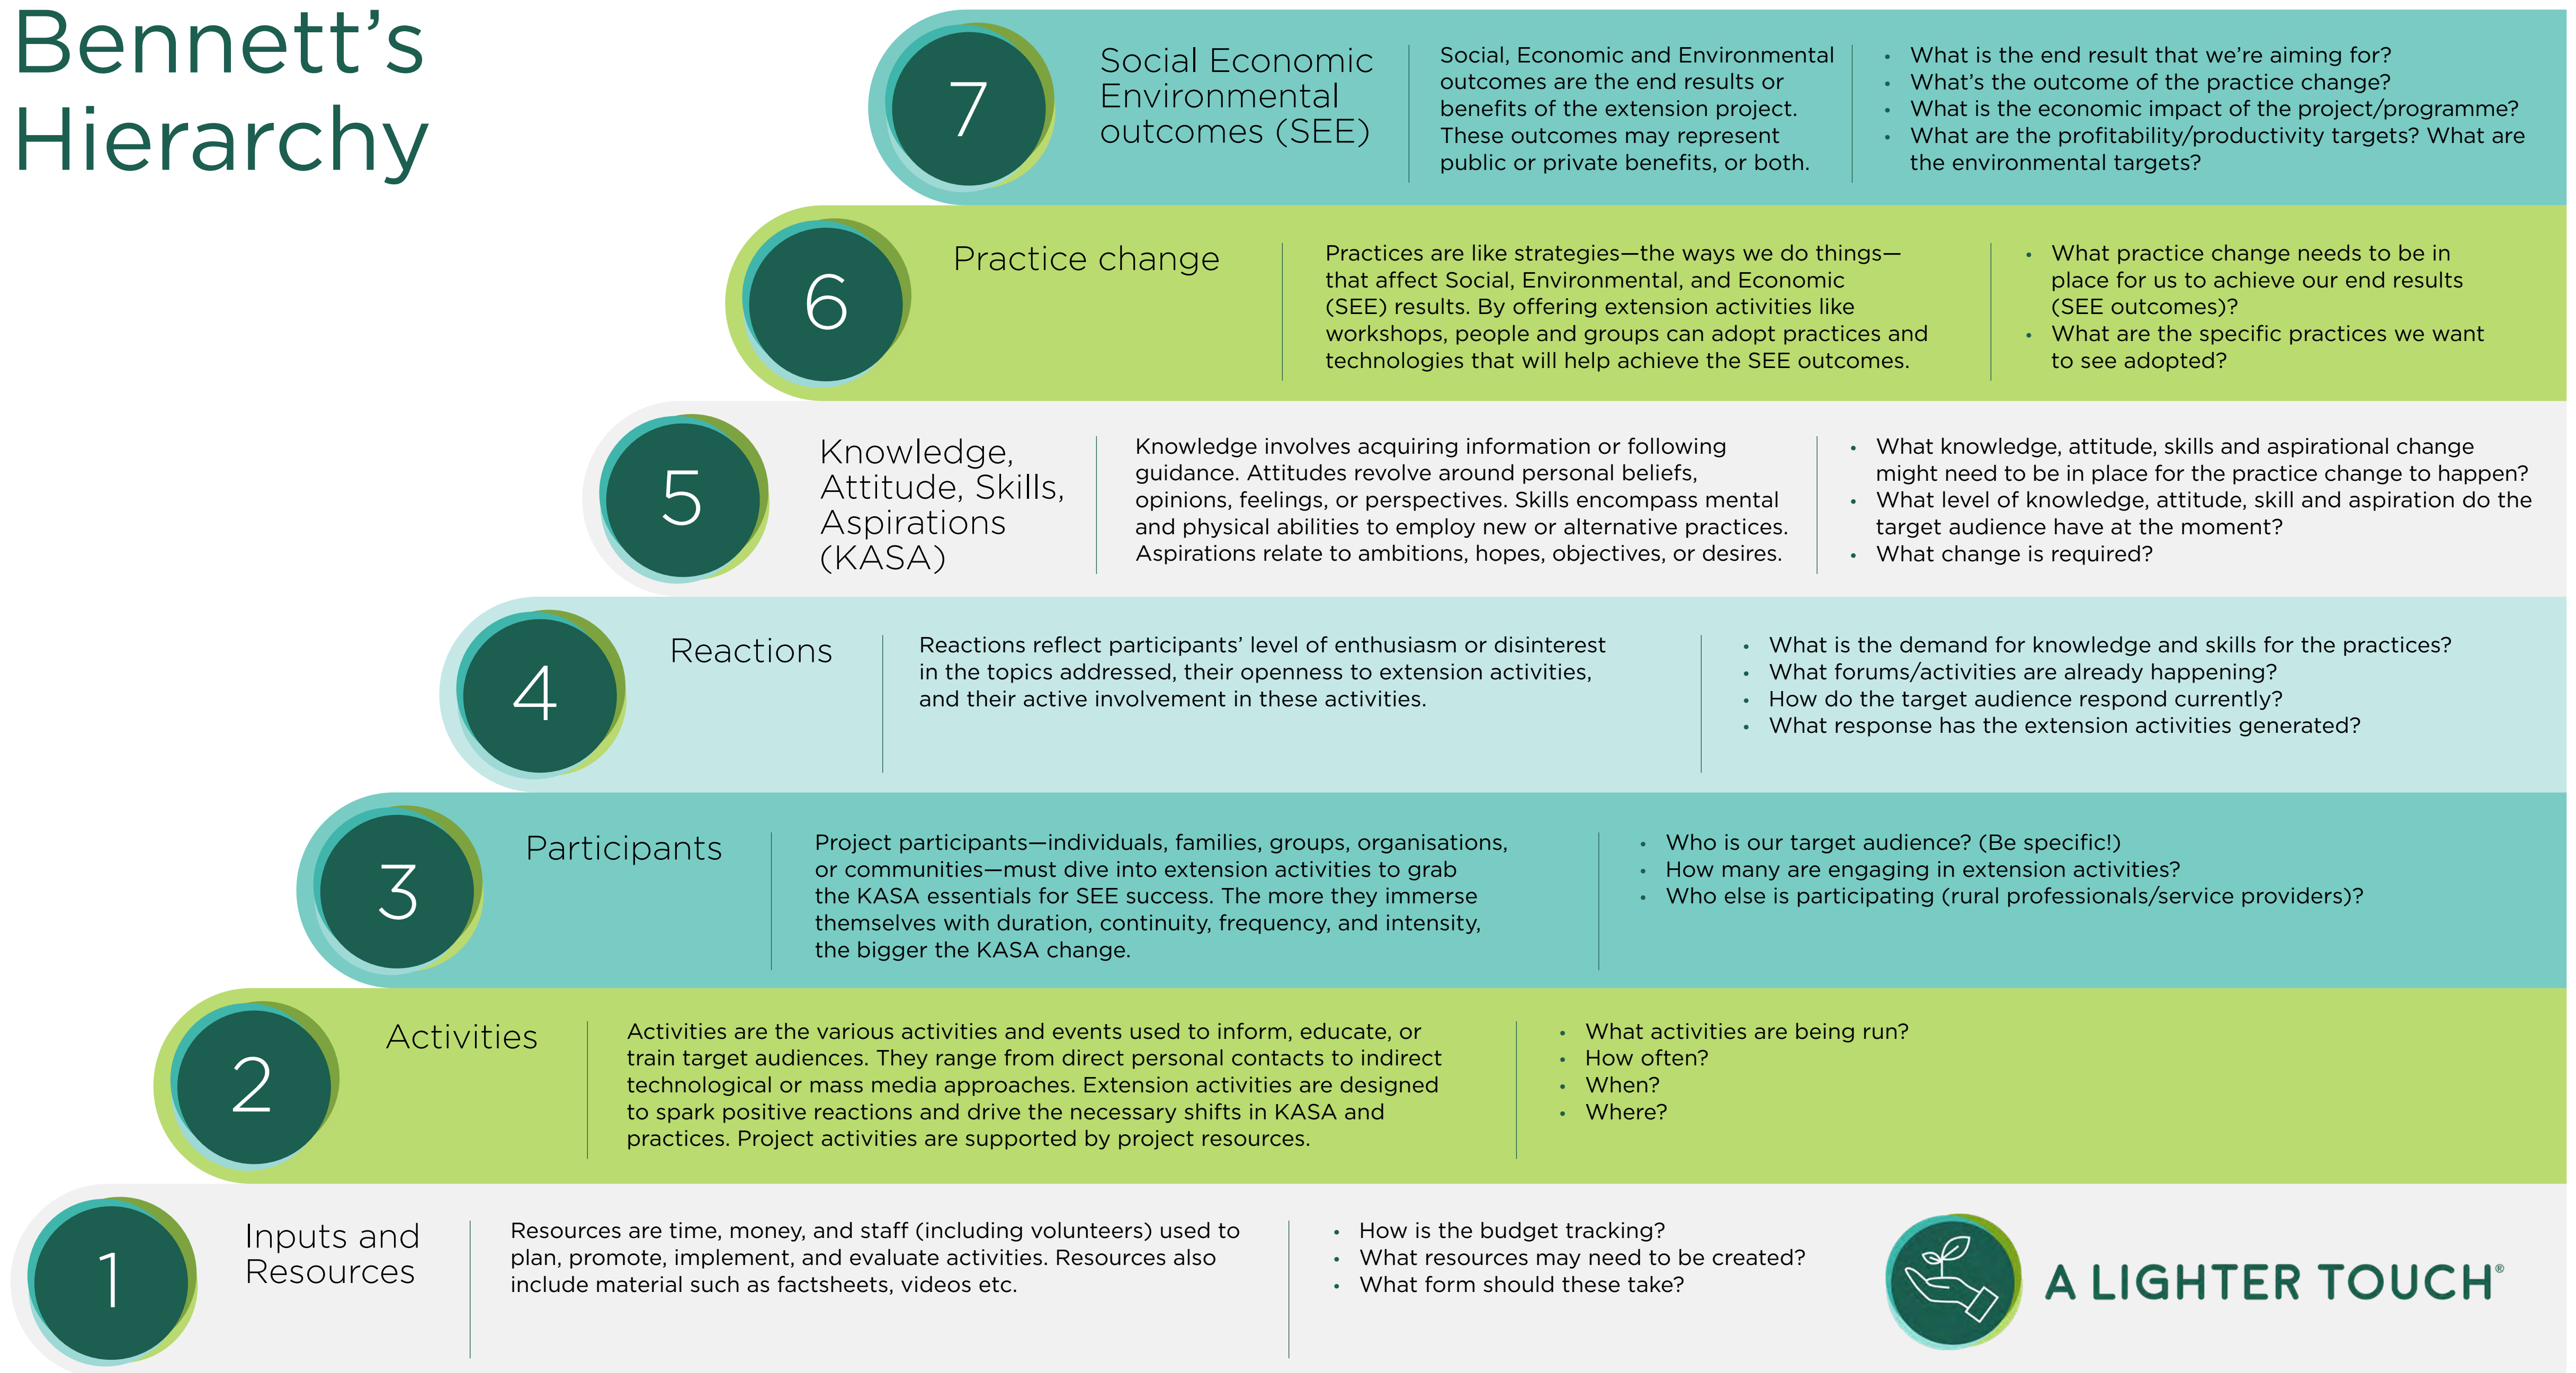 Bennett's
Hierarchy
7
Social Economic
Environmental
outcomes (SEE)
Social, Economic and Environmental
outcomes are the end results or
benefits of the extension project.
These outcomes may represent
public or private benefits, or both.
• What is the end result that we're aiming for?
• What's the outcome of the practice change?
• What is the economic impact of the project/programme?
• What are the profitability/productivity targets? What are
the environmental targets?
6
Practice change
Practices are like strategies—the ways we do things—
that affect Social, Environmental, and Economic
(SEE) results. By offering extension activities like
workshops, people and groups can adopt practices and
technologies that will help achieve the SEE outcomes.
• What practice change needs to be in
place for us to achieve our end results
(SEE outcomes)?
• What are the specific practices we want
to see adopted?
5
Knowledge,
Attitude, Skills,
Aspirations
(KASA)
Knowledge involves acquiring information or following
guidance. Attitudes revolve around personal beliefs,
opinions, feelings, or perspectives. Skills encompass mental
and physical abilities to employ new or alternative practices.
Aspirations relate to ambitions, hopes, objectives, or desires.
• What knowledge, attitude, skills and aspirational change
might need to be in place for the practice change to happen?
• What level of knowledge, attitude, skill and aspiration do the
target audience have at the moment?
• What change is required?
4
Reactions
Reactions reflect participants' level of enthusiasm or disinterest
in the topics addressed, their openness to extension activities,
and their active involvement in these activities.
• What is the demand for knowledge and skills for the practices?
• What forums/activities are already happening?
• How do the target audience respond currently?
• What response has the extension activities generated?
3
Participants
Project participants—individuals, families, groups, organisations,
or communities—must dive into extension activities to grab
the KASA essentials for SEE success. The more they immerse
themselves with duration, continuity, frequency, and intensity,
the bigger the KASA change.
• Who is our target audience? (Be specific!)
• How many are engaging in extension activities?
• Who else is participating (rural professionals/service providers)?
2
Activities
Activities are the various activities and events used to inform, educate, or
train target audiences. They range from direct personal contacts to indirect
technological or mass media approaches. Extension activities are designed
to spark positive reactions and drive the necessary shifts in KASA and
practices. Project activities are supported by project resources.
• What activities are being run?
• How often?
• When?
• Where?
1
Inputs and
Resources
Resources are time, money, and staff (including volunteers) used to
plan, promote, implement, and evaluate activities. Resources also
include material such as factsheets, videos etc.
• How is the budget tracking?
• What resources may need to be created?
• What form should these take?
A LIGHTER TOUCH®